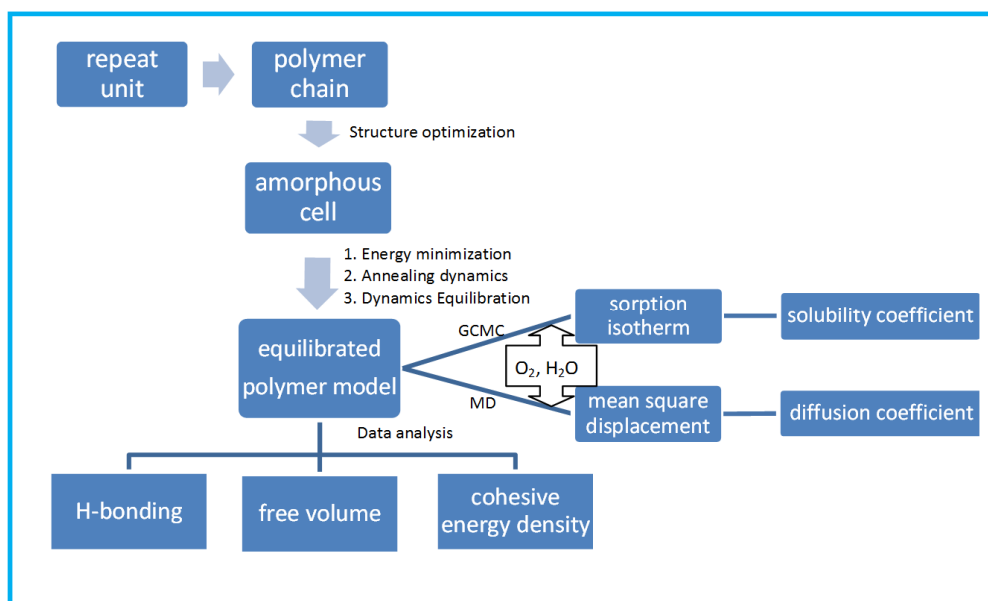 repeat
unit
polymer
chain
Structure optimization
amorphous
cell
1. Energy minimization
2. Annealing dynamics
3. Dynamics Equilibration
equilibrated
polymer model
GCMC
MD
O₂, H₂O
sorption
isotherm
solubility coefficient
mean square
displacement
diffusion coefficient
Data analysis
H-bonding
free volume
cohesive
energy density